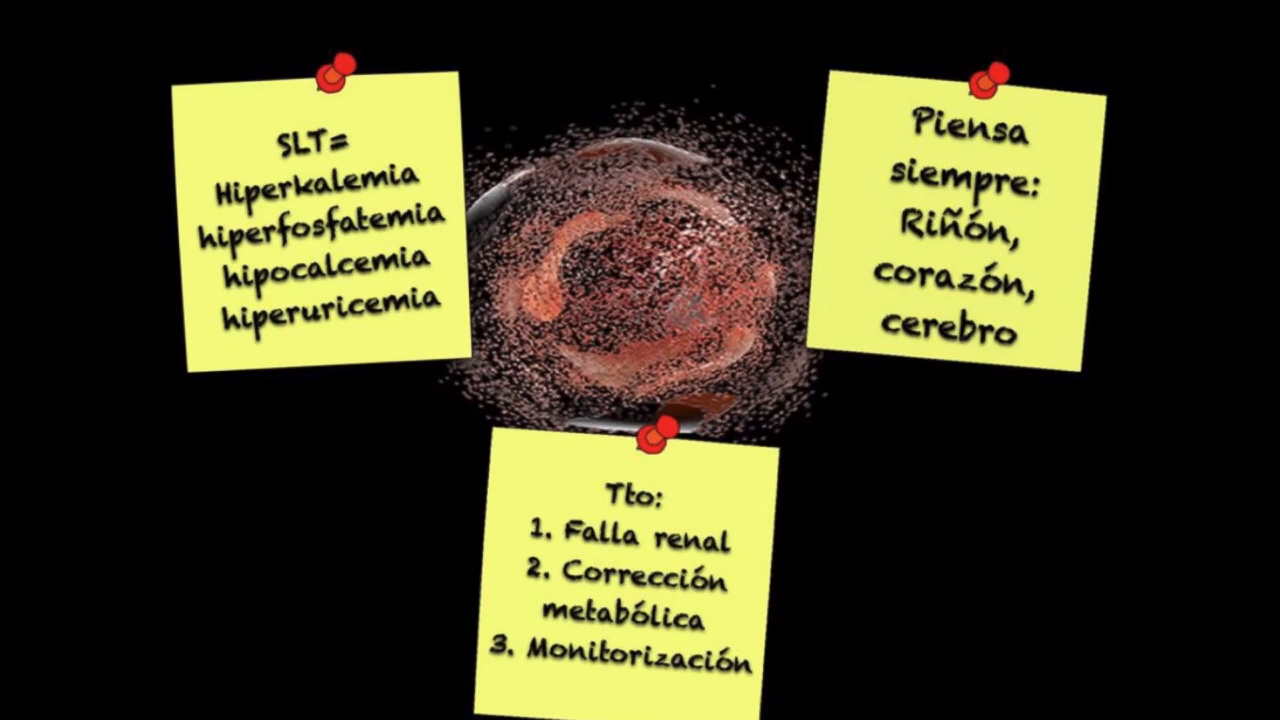 SLT=
Hiperkalemia
hiperfosfatemia
hipocalcemia
hiperuricemia
Piensa
siempre:
Riñón,
corazón,
cerebro
Tto:
1. Falla renal
2. Corrección
metabólica
3. Monitorización